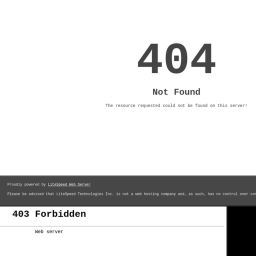 404
Not Found
The resource requested could not be found on this server!
Proudly powered by LiteSpeed Web Server
Please be advised that LiteSpeed Technologies Inc. is not a web hosting company and, as such, has no control over
403 Forbidden
Web server